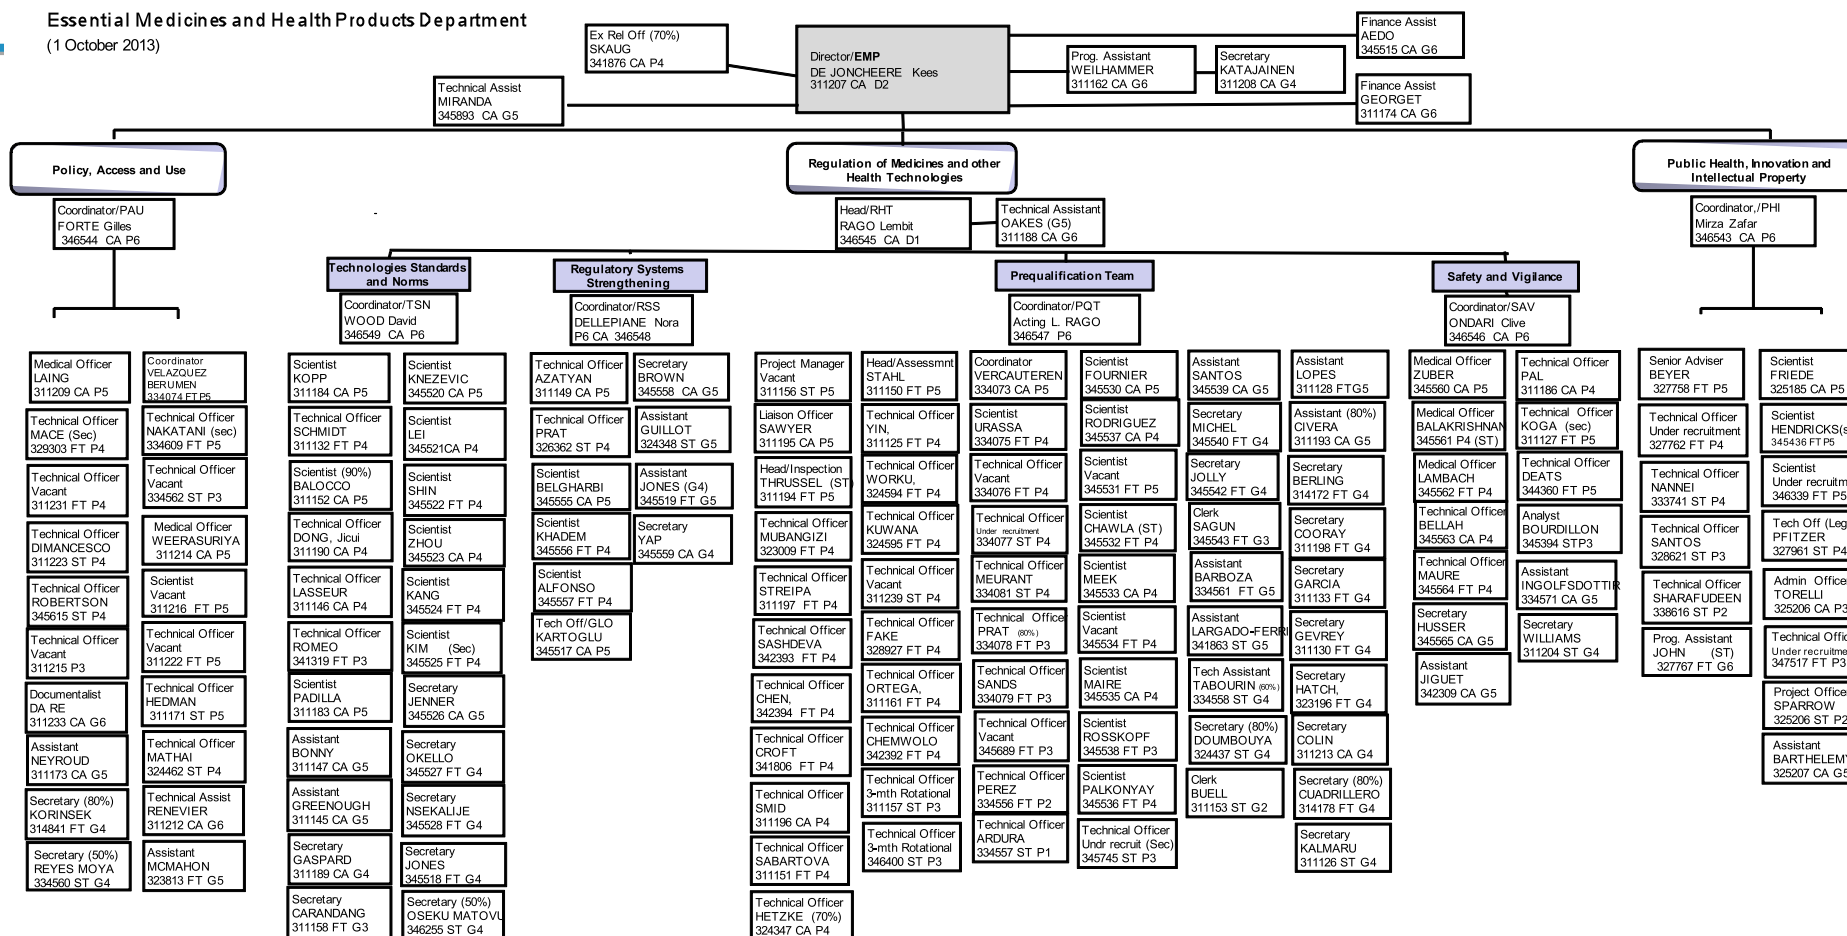 Essential Medicines and Health Products Department
(1 October 2013)
Ex Rel Off (70%)
SKAUG
341876 CA P4
Technical Assist
MIRANDA
345893 CA G5
Director/EMP
DE JONCHEERE Kees
311207 CA D2
Prog. Assistant
WEILHAMMER
311162 CA G6
Secretary
KATAJAINEN
311208 CA G4
Finance Assist
AEDO
345515 CA G6
Finance Assist
GEORGET
311174 CA G6
Policy, Access and Use
Coordinator/PAU
FORTE Gilles
346544 CA P6
Regulation of Medicines and other
Health Technologies
Head/RHT
RAGO Lembit
346545 CA D1
Technical Assistant
OAKES (G5)
311188 CA G6
Public Health, Innovation and
Intellectual Property
Coordinator,/PHI
Mirza Zafar
346543 CA P6
Technologies Standards
and Norms
Coordinator/TSN
WOOD David
346549 CA P6
Regulatory Systems
Strengthening
Coordinator/RSS
DELLEPIANE Nora
P6 CA 346548
Prequalification Team
Coordinator/PQT
Acting L. RAGO
346547 P6
Safety and Vigilance
Coordinator/SAV
ONDARI Clive
346546 CA P6
Medical Officer
LAING
311209 CA P5
Technical Officer
MACE (Sec)
329303 FT P4
Technical Officer
Vacant
311231 FT P4
Technical Officer
DIMANCESCO
311223 ST P4
Technical Officer
ROBERTSON
345615 ST P4
Technical Officer
Vacant
311215 P3
Documentalist
DA RE
311233 CA G6
Assistant
NEYROUD
311173 CA G5
Secretary (80%)
KORINSEK
314841 FT G4
Secretary (50%)
REYES MOYA
334560 ST G4
Coordinator
VELAZQUEZ
BERUMEN
334074 FT P5
Technical Officer
NAKATANI (sec)
334609 FT P5
Technical Officer
Vacant
334562 ST P3
Medical Officer
WEERASURIYA
311214 CA P5
Scientist
Vacant
311216 FT P5
Technical Officer
Vacant
311222 FT P5
Technical Officer
HEDMAN
311171 ST P5
Technical Officer
MATHAI
324462 ST P4
Technical Assist
RENEVIER
311212 CA G6
Assistant
MCMAHON
323813 FT G5
Scientist
KOPP
311184 CA P5
Technical Officer
SCHMIDT
311132 FT P4
Scientist (90%)
BALOCCO
311152 CA P5
Technical Officer
DONG, Jicui
311190 CA P4
Technical Officer
LASSEUR
311146 CA P4
Technical Officer
ROMEO
341319 FT P3
Scientist
PADILLA
311183 CA P5
Assistant
BONNY
311147 CA G5
Assistant
GREENOUGH
311145 CA G5
Secretary
GASPARD
311189 CA G4
Secretary
CARANDANG
311158 FT G3
Scientist
KNEZEVIC
345520 CA P5
Scientist
LEI
345521CA P4
Scientist
SHIN
345522 FT P4
Scientist
ZHOU
345523 CA P4
Scientist
KANG
345524 FT P4
Scientist
KIM (Sec)
345525 FT P4
Secretary
JENNER
345526 CA G5
Secretary
OKELLO
345527 FT G4
Secretary
NSEKALIJE
345528 FT G4
Secretary
JONES
345518 FT G4
Secretary (50%)
OSEKU MATOVU
346255 ST G4
Technical Officer
AZATYAN
311149 CA P5
Technical Officer
PRAT
326362 ST P4
Scientist
BELGHARBI
345555 CA P5
Scientist
KHADEM
345556 FT P4
Scientist
ALFONSO
345557 FT P4
Tech Off/GLO
KARTOGLU
345517 CA P5
Secretary
BROWN
345558 CA G5
Assistant
GUILLOT
324348 ST G5
Assistant
JONES (G4)
345519 FT G5
Secretary
YAP
345559 CA G4
Project Manager
Vacant
311156 ST P5
Liaison Officer
SAWYER
311195 CA P5
Head/Inspection
THRUSSEL (ST)
311194 FT P5
Technical Officer
MUBANGIZI
323009 FT P4
Technical Officer
STREIPA
311197 FT P4
Technical Officer
SASHDEVA
342393 FT P4
Technical Officer
CHEN,
342394 FT P4
Technical Officer
CROFT
341806 FT P4
Technical Officer
SMID
311196 CA P4
Technical Officer
SABARTOVA
311151 FT P4
Technical Officer
HETZKE (70%)
324347 CA P4
Head/Assessmnt
STAHL
311150 FT P5
Technical Officer
YIN,
311125 FT P4
Technical Officer
WORKU,
324594 FT P4
Technical Officer
KUWANA
324595 FT P4
Technical Officer
Vacant
311239 ST P4
Technical Officer
FAKE
328927 FT P4
Technical Officer
ORTEGA,
311161 FT P4
Technical Officer
CHEMWOLO
342392 FT P4
Technical Officer
3-mth Rotational
311157 ST P3
Technical Officer
3-mth Rotational
346400 ST P3
Coordinator
VERCAUTEREN
334073 CA P5
Scientist
URASSA
334075 FT P4
Technical Officer
Vacant
334076 FT P4
Technical Officer
Under recruitment
334077 ST P4
Technical Officer
MEURANT
334081 ST P4
Technical Officer
PRAT (80%)
334078 FT P3
Technical Officer
SANDS
334079 FT P3
Technical Officer
Vacant
345689 FT P3
Technical Officer
PEREZ
334556 FT P2
Technical Officer
ARDURA
334557 ST P1
Scientist
FOURNIER
345530 CA P5
Scientist
RODRIGUEZ
345537 CA P4
Scientist
Vacant
345531 FT P5
Scientist
CHAWLA (ST)
345532 FT P4
Scientist
MEEK
345533 CA P4
Scientist
Vacant
345534 FT P4
Scientist
MAIRE
345535 CA P4
Scientist
ROSSKOPF
345538 FT P3
Scientist
PALKONYAY
345536 FT P4
Technical Officer
Undr recruit (Sec)
345745 ST P3
Assistant
SANTOS
345539 CA G5
Secretary
MICHEL
345540 FT G4
Secretary
JOLLY
345542 FT G4
Clerk
SAGUN
345543 FT G3
Assistant
BARBOZA
334561 FT G5
Assistant
LARGADO-FERRI
341863 ST G5
Tech Assistant
TABOURIN (60%)
334558 ST G4
Secretary (80%)
DOUMBOUYA
324437 ST G4
Clerk
BUELL
311153 ST G2
Assistant
LOPES
311128 FTG5
Assistant (80%)
CIVERA
311193 CA G5
Secretary
BERLING
314172 FT G4
Secretary
COORAY
311198 FT G4
Secretary
GARCIA
311133 FT G4
Secretary
GEVREY
311130 FT G4
Secretary
HATCH,
323196 FT G4
Secretary
COLIN
311213 CA G4
Secretary (80%)
CUADRILLERO
314178 FT G4
Secretary
KALMARU
311126 ST G4
Medical Officer
ZUBER
345560 CA P5
Medical Officer
BALAKRISHNAN
345561 P4 (ST)
Medical Officer
LAMBACH
345562 FT P4
Technical Officer
BELLAH
345563 CA P4
Technical Officer
MAURE
345564 FT P4
Secretary
HUSSER
345565 CA G5
Assistant
JIGUET
342309 CA G5
Technical Officer
PAL
311186 CA P4
Technical Officer
KOGA (sec)
311127 FT P5
Technical Officer
DEATS
344360 FT P5
Analyst
BOURDILLON
345394 STP3
Assistant
INGOLFSDOTTIR
334571 CA G5
Secretary
WILLIAMS
311204 ST G4
Senior Adviser
BEYER
327758 FT P5
Technical Officer
Under recruitment
327762 FT P4
Technical Officer
NANNEI
333741 ST P4
Technical Officer
SANTOS
328621 ST P3
Technical Officer
SHARAFUDEEN
338616 ST P2
Prog. Assistant
JOHN (ST)
327767 FT G6
Scientist
FRIEDE
325185 CA P5
Scientist
HENDRICKS(s
345436 FT P5
Scientist
Under recruitm
346339 FT P5
Tech Off (Leg
PFITZER
327961 ST P4
Admin Office
TORELLI
325206 CA P3
Technical Offic
Under recruitme
347517 FT P3
Project Office
SPARROW
325206 ST P2
Assistant
BARTHELEMY
325207 CA G5